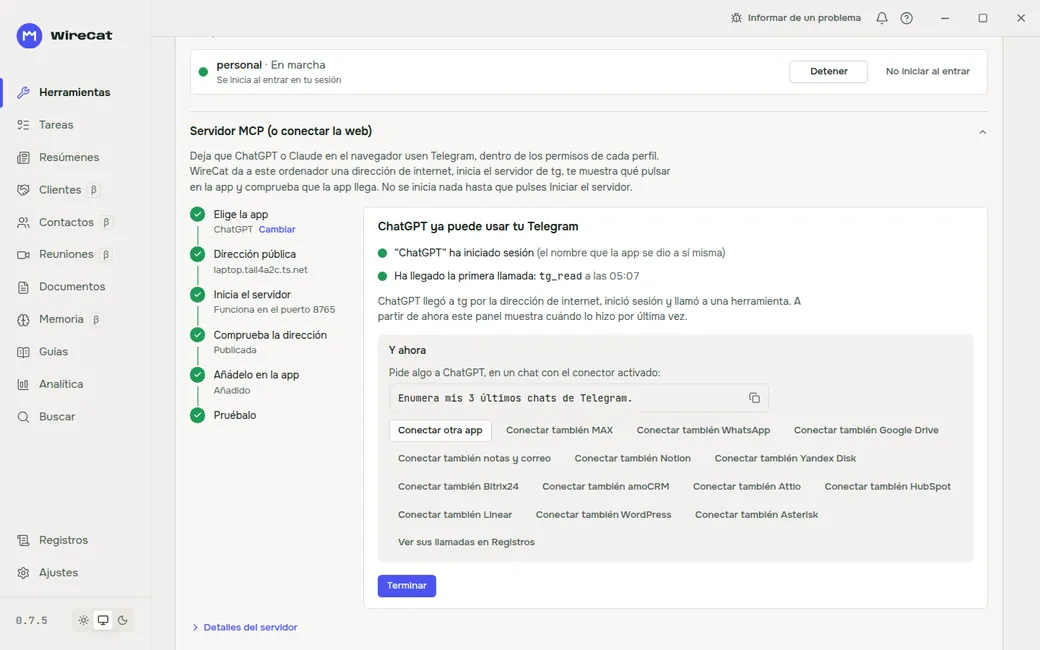 Informar de un problema
WireCat
Herramientas
Tareas
Resúmenes
Clientes β
Contactos β
Reuniones β
Documentos
Memoria β
Guías
Analítica
Buscar
Registros
Ajustes
0.7.5
personal · En marcha
Se inicia al entrar en tu sesión
Detener
No iniciar al entrar
Servidor MCP (o conectar la web)
Deja que ChatGPT o Claude en el navegador usen Telegram, dentro de los permisos de cada perfil.
WireCat da a este ordenador una dirección de internet, inicia el servidor de tg, te muestra qué pulsar
en la app y comprueba que la app llega. No se inicia nada hasta que pulses Iniciar el servidor.
Elige la app
ChatGPT Cambiar
Dirección pública
laptop.tail4a2c.ts.net
Inicia el servidor
Funciona en el puerto 8765
Comprueba la dirección
Publicada
Añádelo en la app
Añadido
Pruébalo
ChatGPT ya puede usar tu Telegram
"ChatGPT" ha iniciado sesión (el nombre que la app se dio a sí misma)
Ha llegado la primera llamada: tg_read a las 05:07
ChatGPT llegó a tg por la dirección de internet, inició sesión y llamó a una herramienta. A
partir de ahora este panel muestra cuándo lo hizo por última vez.
Y ahora
Pide algo a ChatGPT, en un chat con el conector activado:
Enumera mis 3 últimos chats de Telegram.
Conectar otra app Conectar también MAX Conectar también WhatsApp Conectar también Google Drive
Conectar también notas y correo Conectar también Notion Conectar también Yandex Disk
Conectar también Bitrix24 Conectar también amoCRM Conectar también Attio Conectar también HubSpot
Conectar también Linear Conectar también WordPress Conectar también Asterisk
Ver sus llamadas en Registros
Terminar
Detalles del servidor